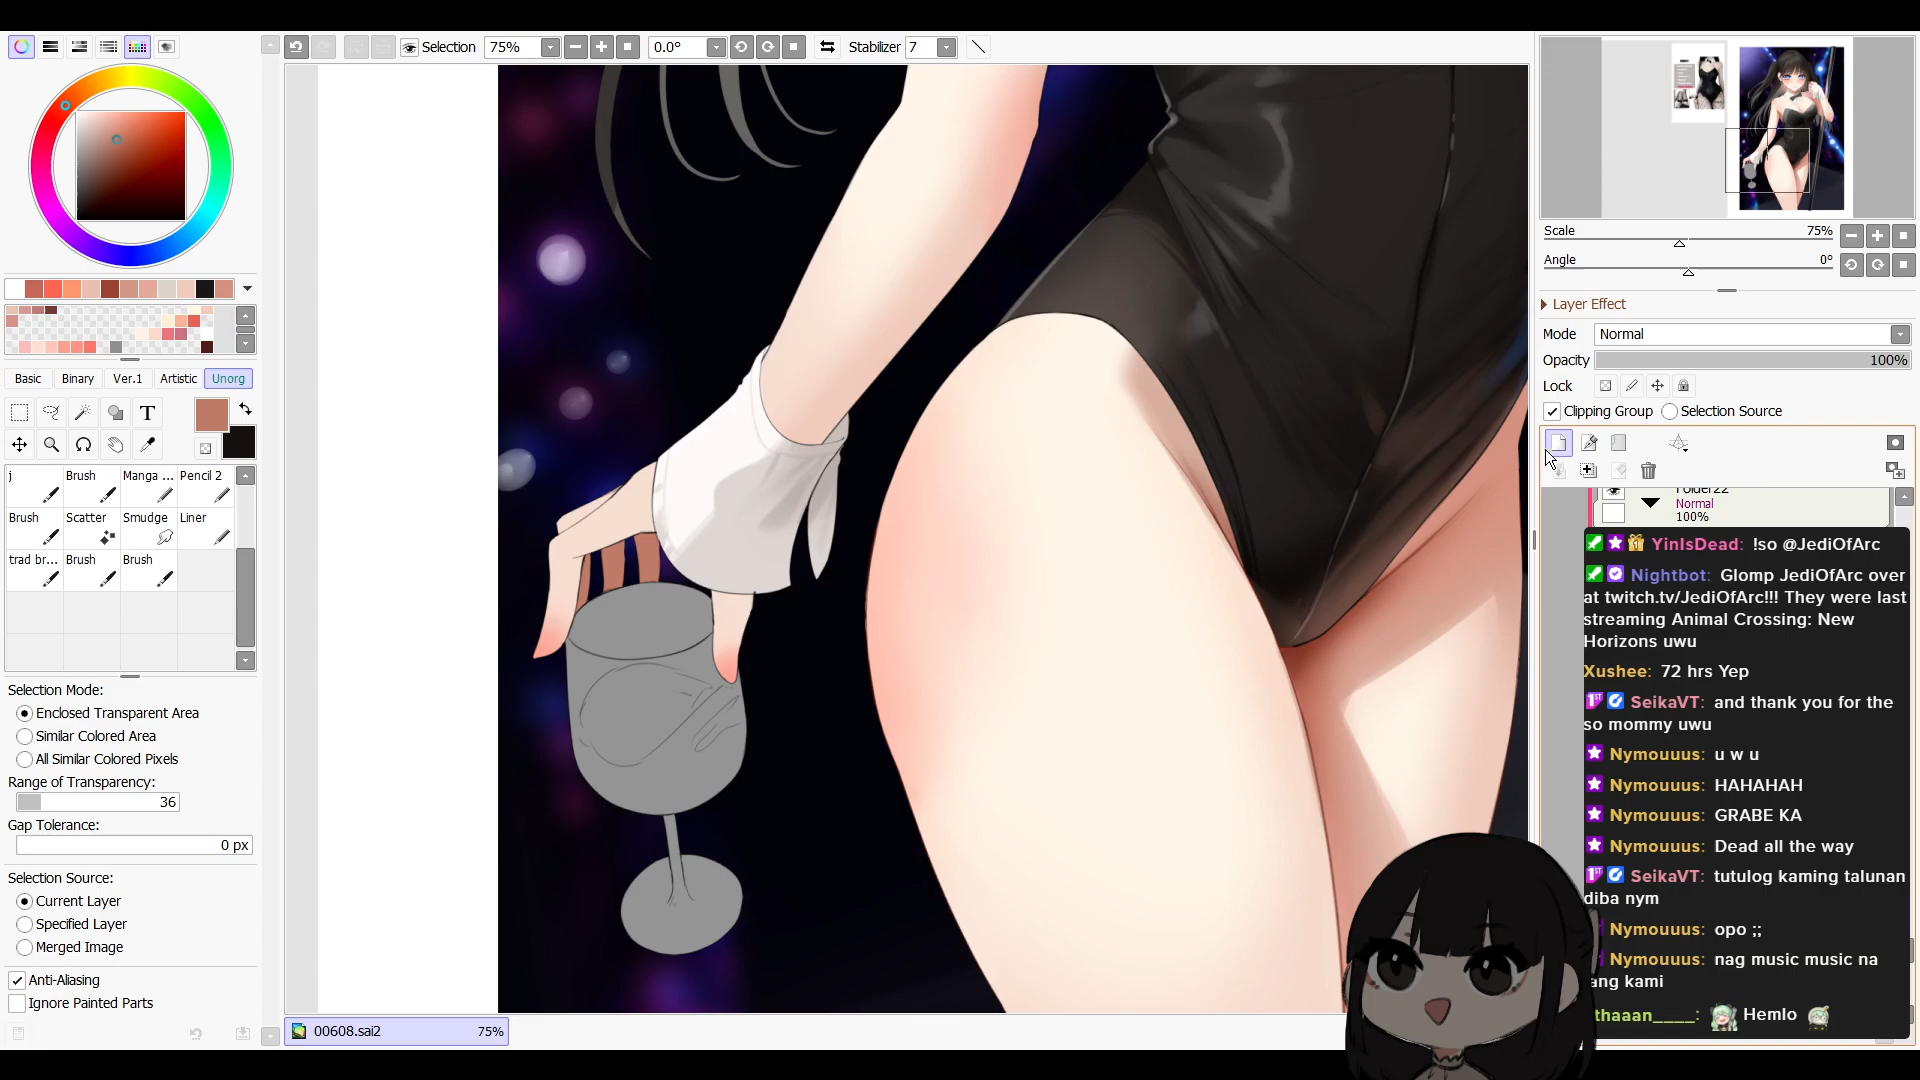 Selection
75%
0.0°
Stabilizer 7
Scale 75%
Angle 0°
Layer Effect
Mode Normal
Opacity 100%
Lock
Clipping Group Selection Source
Folder22
Normal
100%
Basic Binary Ver.1 Artistic Unorg
T
j Brush Manga ... Pencil 2
Brush Scatter Smudge Liner
trad br... Brush Brush
Selection Mode:
Enclosed Transparent Area
Similar Colored Area
All Similar Colored Pixels
Range of Transparency:
36
Gap Tolerance:
0 px
Selection Source:
Current Layer
Specified Layer
Merged Image
Anti-Aliasing
Ignore Painted Parts
00608.sai2 75%
YinIsDead: !so @JediOfArc
Nightbot: Glomp JediOfArc over
at twitch.tv/JediOfArc!!! They were last
streaming Animal Crossing: New
Horizons uwu
Xushee: 72 hrs Yep
SeikaVT: and thank you for the
so mommy uwu
Nymouuus: u w u
Nymouuus: HAHAHAH
Nymouuus: GRABE KA
Nymouuus: Dead all the way
SeikaVT: tutulog kaming talunan
diba nym
Nymouuus: opo ;;
Nymouuus: nag music music na
ang kami
thaaan____: Hemlo